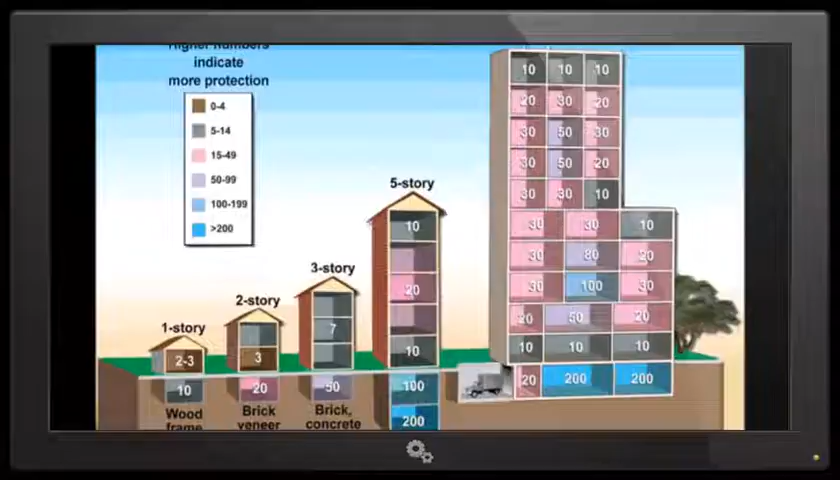 Higher numbers
indicate
more protection
0-4
5-14
15-49
50-99
100-199
>200
1-story
2-3
10
Wood
frame
2-story
3
20
Brick
veneer
3-story
7
50
Brick,
concrete
5-story
10
20
10
100
200
10 10 10
20 30 20
30 50 30
30 50 20
30 30 10
30 30 10
30 80 20
30 100 30
20 50 20
10 10 10
20 200 200